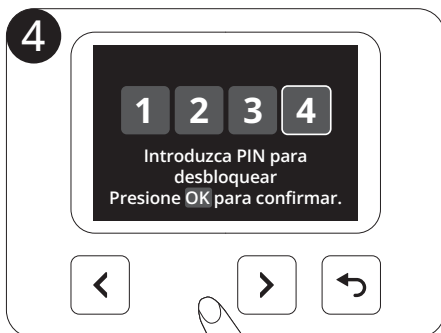 4
1 2 3 4
Introduzca PIN para
desbloquear
Presione OK para confirmar.